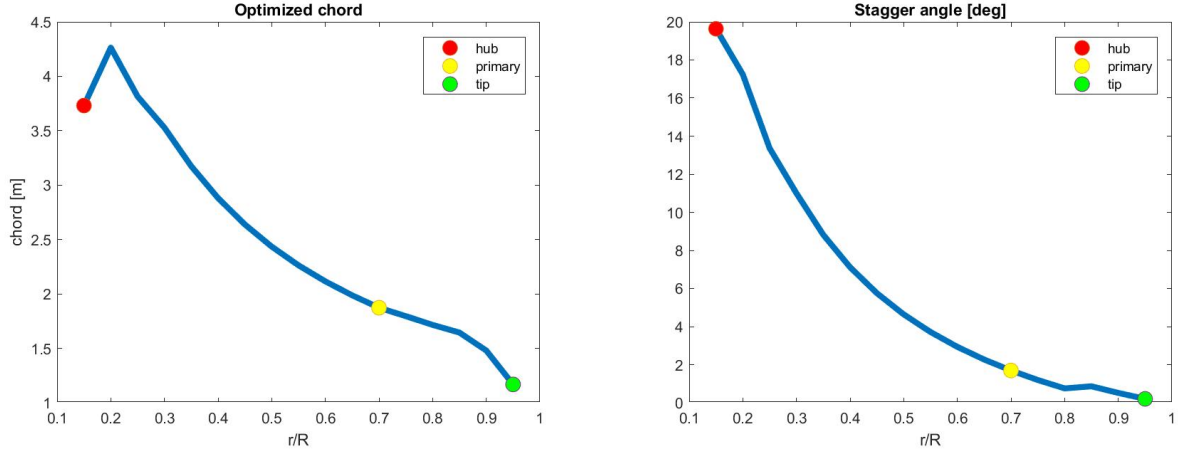 Optimized chord
4.5
4
3.5
3
2.5
2
1.5
1
chord [m]
0.1 0.2 0.3 0.4 0.5 0.6 0.7 0.8 0.9 1
r/R
hub
primary
tip
Stagger angle [deg]
20
18
16
14
12
10
8
6
4
2
0
0.1 0.2 0.3 0.4 0.5 0.6 0.7 0.8 0.9 1
r/R
hub
primary
tip